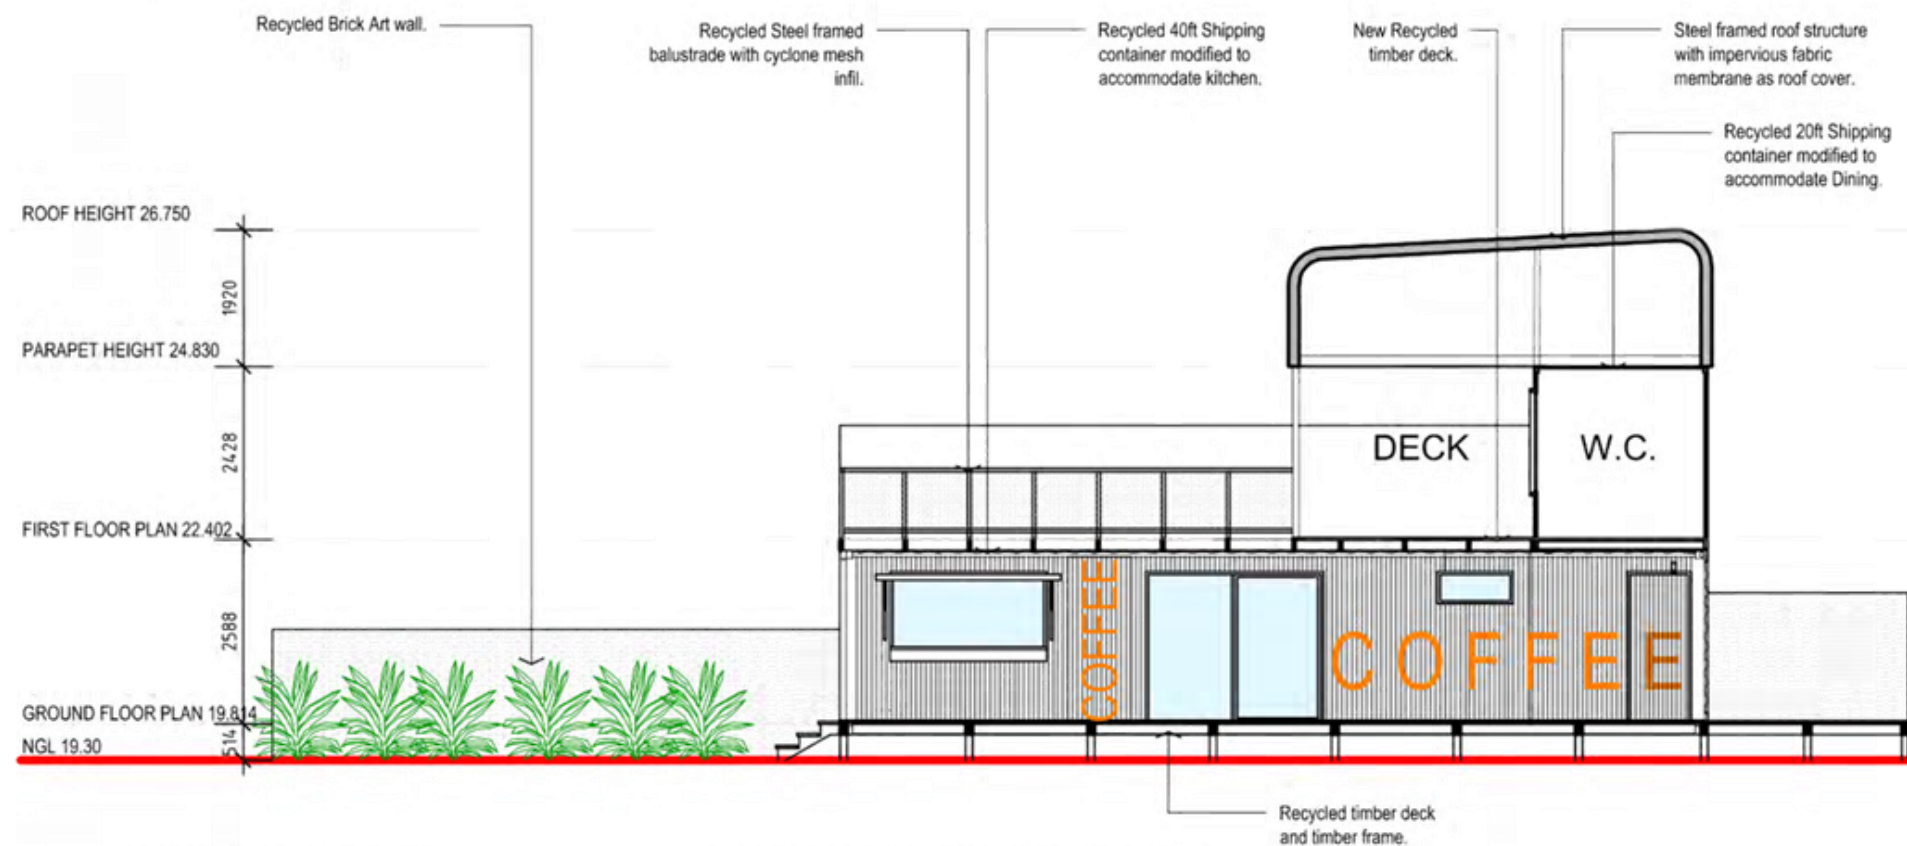 Recycled Brick Art wall.
Recycled Steel framed
balustrade with cyclone mesh
infil.
Recycled 40ft Shipping
container modified to
accommodate kitchen.
New Recycled
timber deck.
Steel framed roof structure
with impervious fabric
membrane as roof cover.
Recycled 20ft Shipping
container modified to
accommodate Dining.
ROOF HEIGHT 26.750
1920
PARAPET HEIGHT 24.830
2428
DECK
W.C.
FIRST FLOOR PLAN 22.402
2588
COFFEE
COFFEE
GROUND FLOOR PLAN 19.814
514
NGL 19.30
Recycled timber deck
and timber frame.